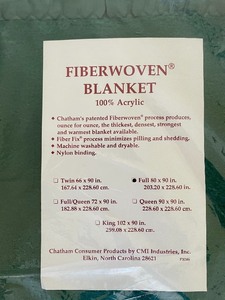 FIBERWOVEN®
BLANKET
100% Acrylic
• Chatham's patented Fiberwoven® process produces,
ounce for ounce, the thickest, densest, strongest
and warmest blanket available.
• Fiber Fix® process minimizes pilling and shedding.
• Machine washable and dryable.
• Nylon binding.
☐ Twin 66 x 90 in.
167.64 x 228.60 cm.
● Full 80 x 90 in.
203.20 x 228.60 in.
☐ Full/Queen 72 x 90 in.
182.88 x 228.60 cm.
☐ Queen 90 x 90 in.
228.60 x 228.60 cm.
☐ King 102 x 90 in.
259.08 x 228.60 cm.
Chatham Consumer Products by CMI Industries, Inc.
Elkin, North Carolina 28621